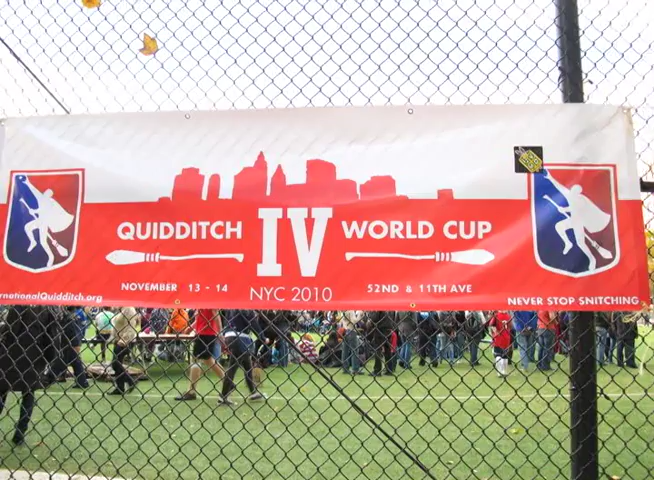 QUIDDITCH IV WORLD CUP
NOVEMBER 13 - 14
NYC 2010
52ND & 11TH AVE
rnationalQuidditch.org
NEVER STOP SNITCHING